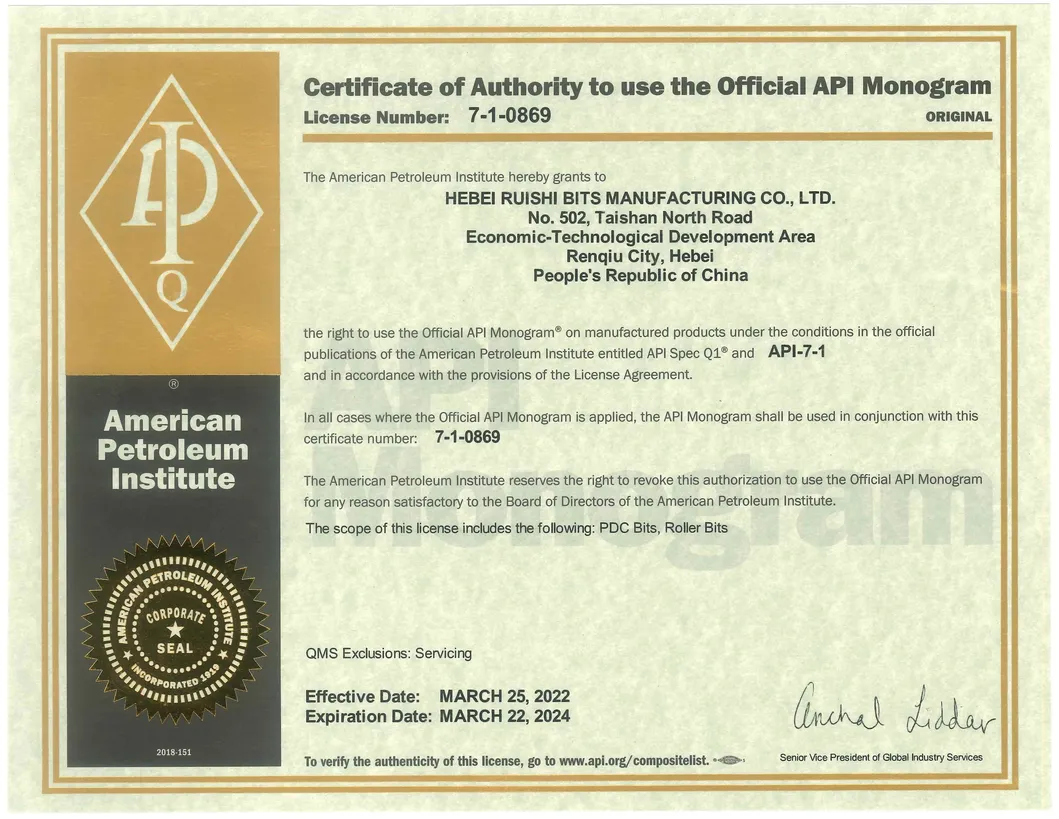 Certificate of Authority to use the Official API Monogram
License Number: 7-1-0869
ORIGINAL
The American Petroleum Institute hereby grants to
HEBEI RUISHI BITS MANUFACTURING CO., LTD.
No. 502, Taishan North Road
Economic-Technological Development Area
Renqiu City, Hebei
People's Republic of China
the right to use the Official API Monogram® on manufactured products under the conditions in the official
publications of the American Petroleum Institute entitled API Spec Q1® and API-7-1
and in accordance with the provisions of the License Agreement.
In all cases where the Official API Monogram is applied, the API Monogram shall be used in conjunction with this
certificate number: 7-1-0869
The American Petroleum Institute reserves the right to revoke this authorization to use the Official API Monogram
for any reason satisfactory to the Board of Directors of the American Petroleum Institute.
The scope of this license includes the following: PDC Bits, Roller Bits
QMS Exclusions: Servicing
Effective Date: MARCH 25, 2022
Expiration Date: MARCH 22, 2024
To verify the authenticity of this license, go to www.api.org/compositelist.
Anchal Liddar
Senior Vice President of Global Industry Services
API
Monogram
API
Q
®
American
Petroleum
Institute
AMERICAN PETROLEUM INSTITUTE
CORPORATE
SEAL
INCORPORATED 1919
2018-151